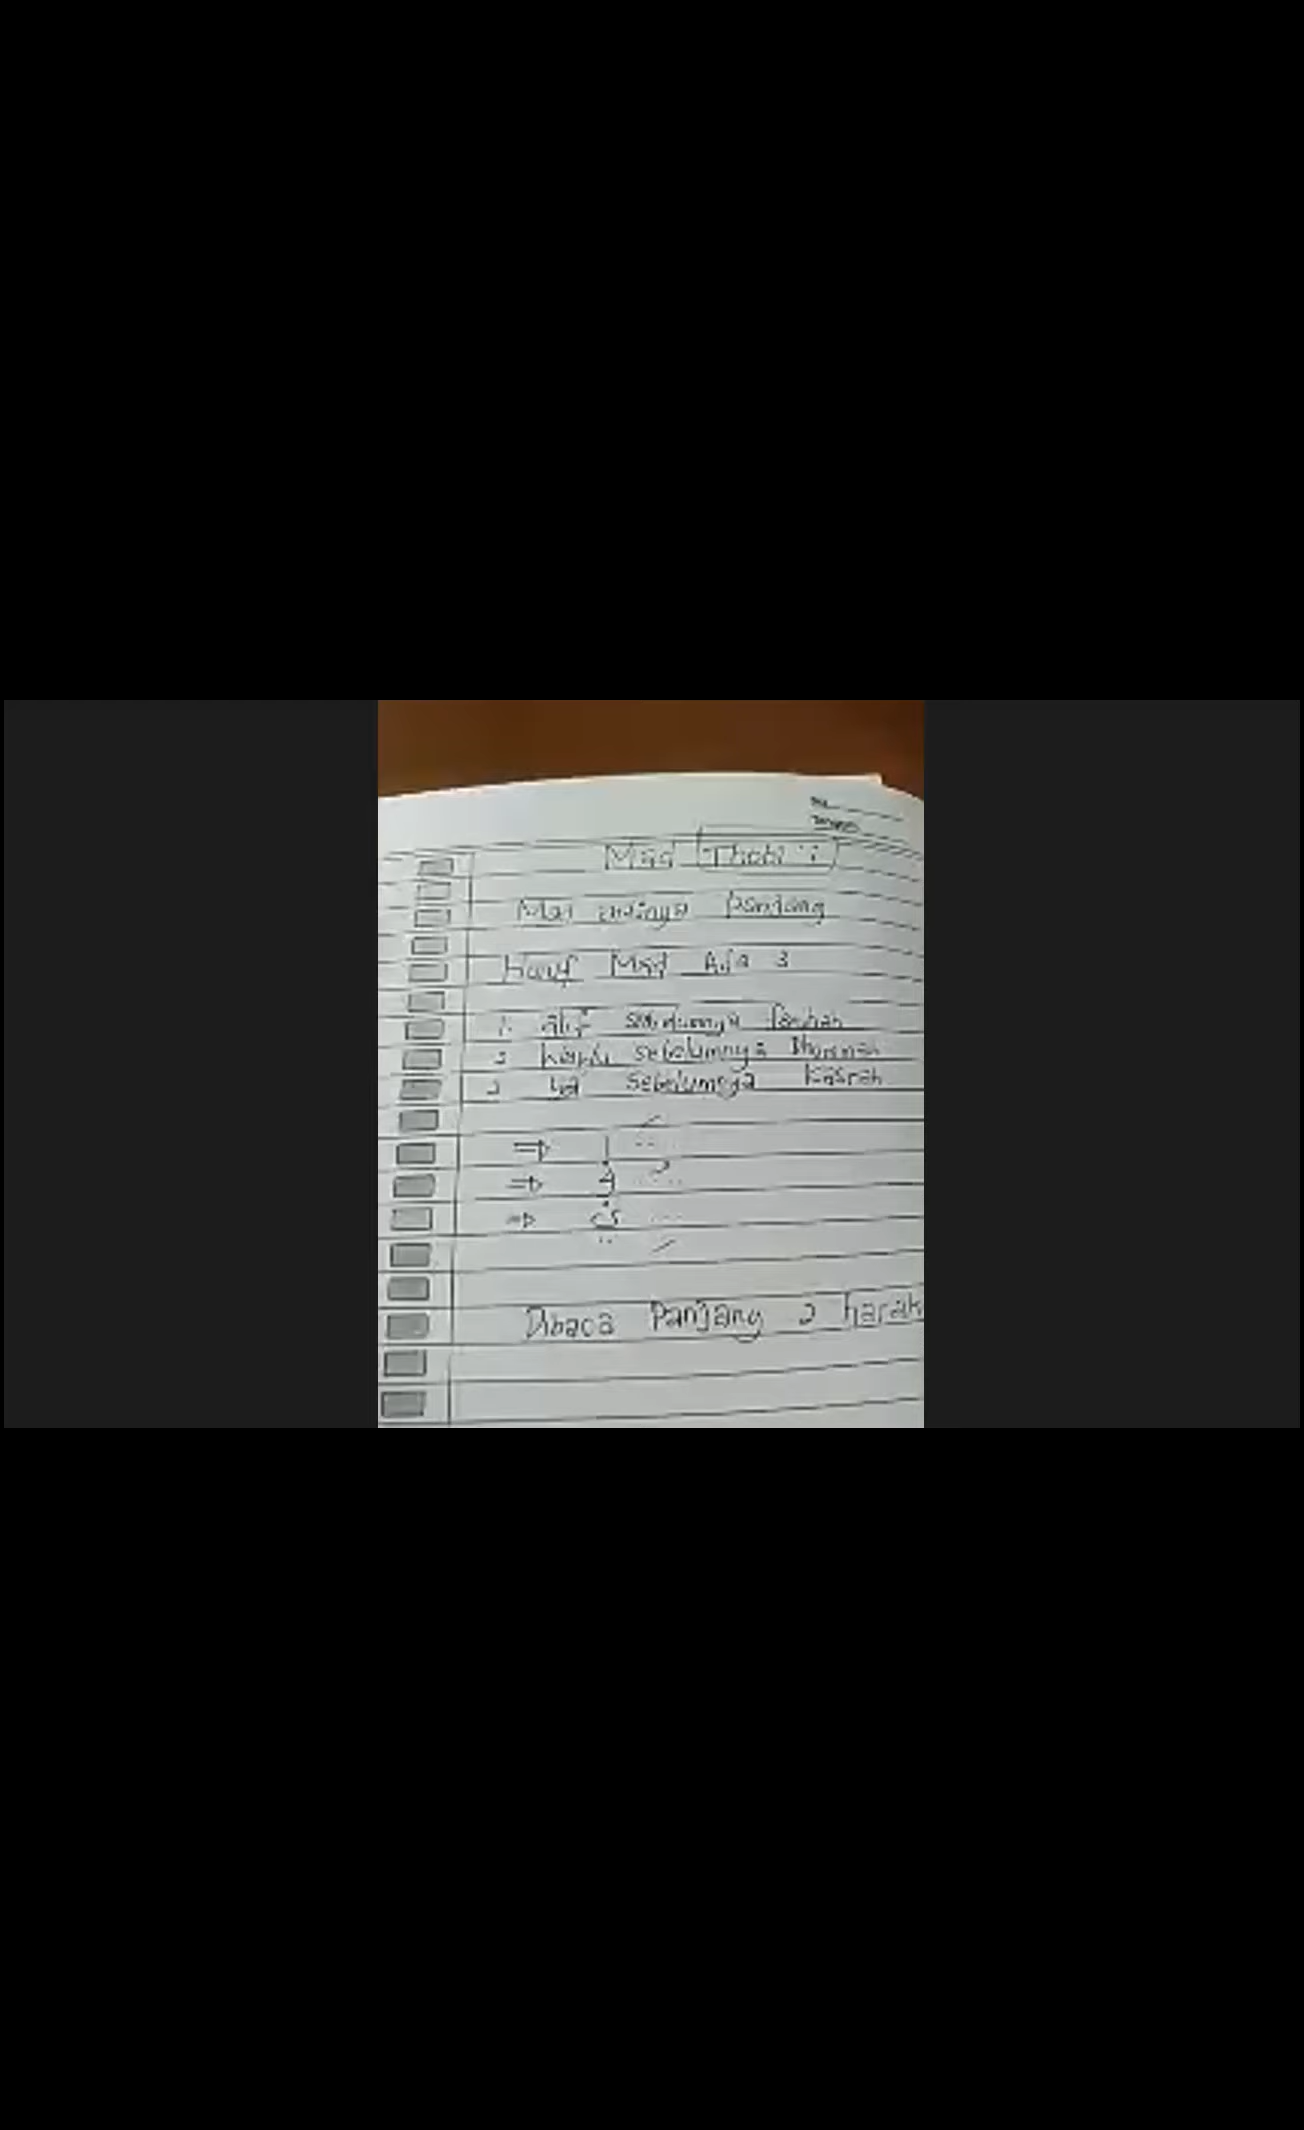 Mad Thobi'i
Mad artinya Panjang
Huruf Mad Ada 3
1. alif sebelumnya fathah
2 wawu sebelumnya Dhommah
3 ya sebelumnya Kasrah
⇒ ا
⇒ و
⇒ ي
Dibaca Panjang 2 harak